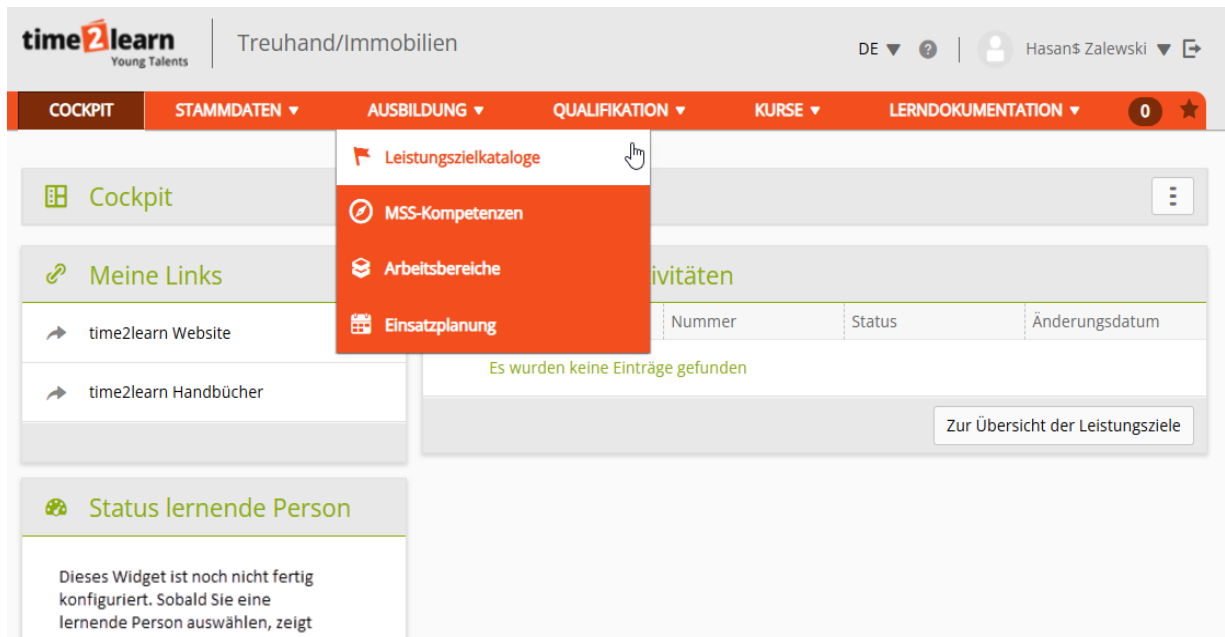 time2learn
Young Talents
Treuhand/Immobilien
DE
Hasan$ Zalewski
COCKPIT
STAMMDATEN
AUSBILDUNG
QUALIFIKATION
KURSE
LERNDOKUMENTATION
0
Leistungszielkataloge
MSS-Kompetenzen
Arbeitsbereiche
Einsatzplanung
Cockpit
Meine Links
time2learn Website
time2learn Handbücher
ivitäten
Nummer
Status
Änderungsdatum
Es wurden keine Einträge gefunden
Zur Übersicht der Leistungsziele
Status lernende Person
Dieses Widget ist noch nicht fertig
konfiguriert. Sobald Sie eine
lernende Person auswählen, zeigt